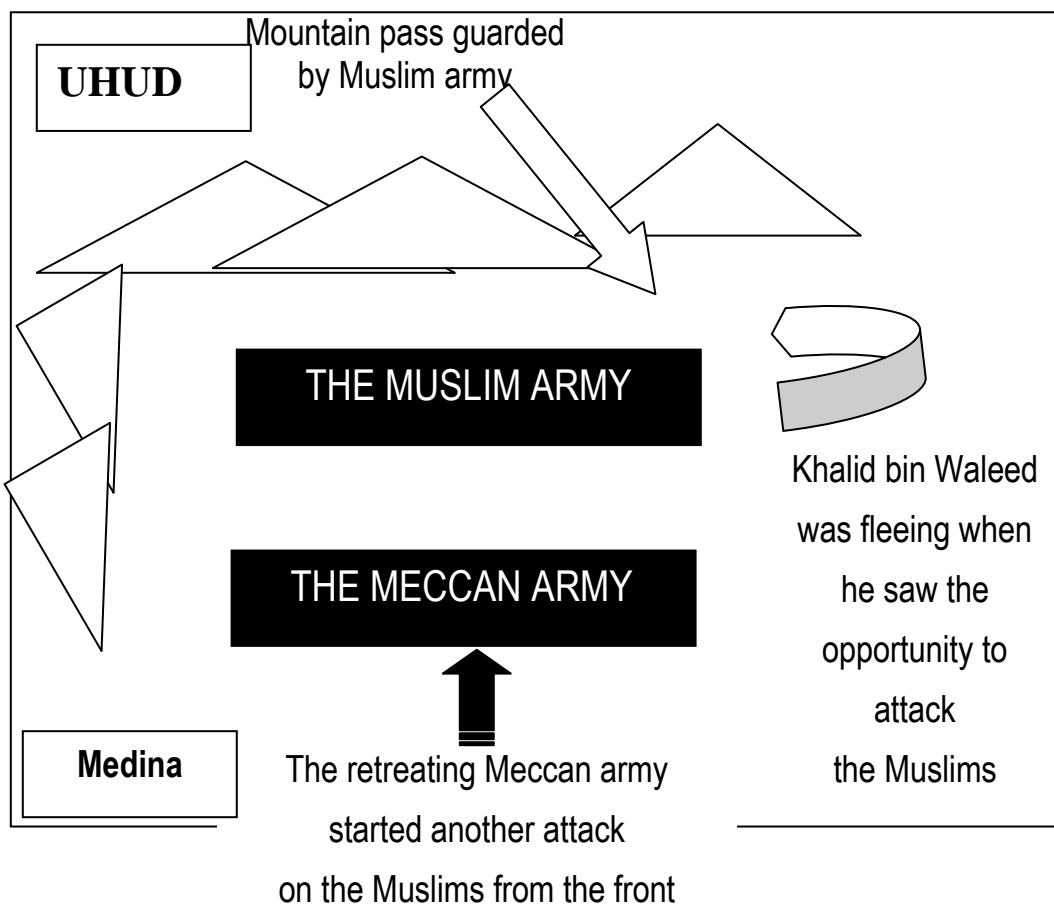 Mountain pass guarded
by Muslim army
UHUD
THE MUSLIM ARMY
THE MECCAN ARMY
Khalid bin Waleed
was fleeing when
he saw the
opportunity to
attack
the Muslims
Medina
The retreating Meccan army
started another attack
on the Muslims from the front